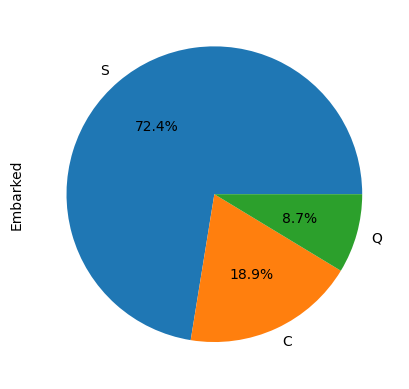 S
72.4%
Embarked
8.7%
Q
18.9%
C